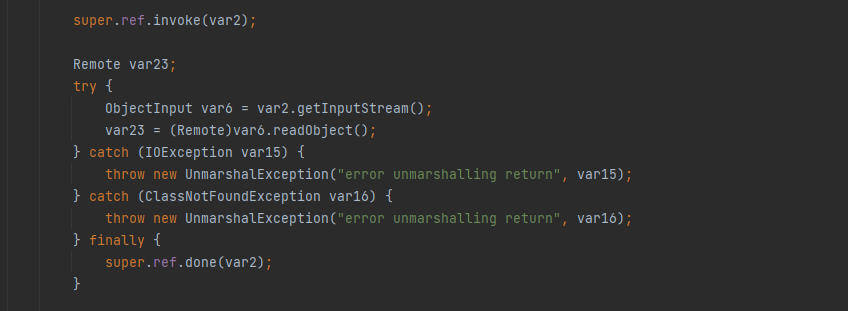 super.ref.invoke(var2);
Remote var23;
try {
ObjectInput var6 = var2.getInputStream();
var23 = (Remote)var6.readObject();
} catch (IOException var15) {
throw new UnmarshalException("error unmarshalling return", var15);
} catch (ClassNotFoundException var16) {
throw new UnmarshalException("error unmarshalling return", var16);
} finally {
super.ref.done(var2);
}